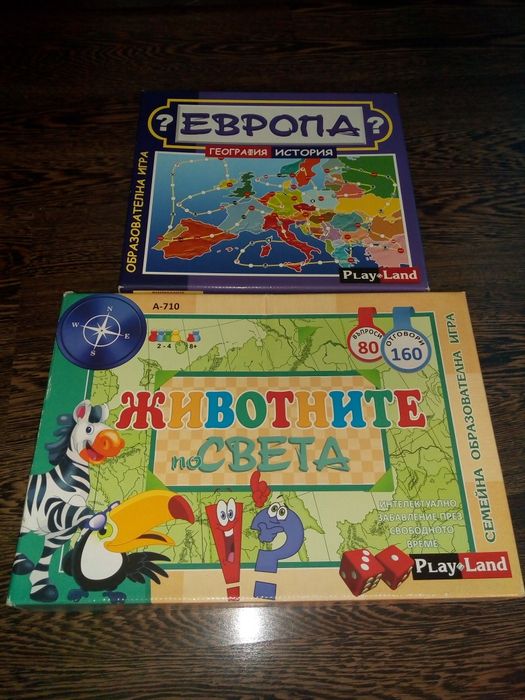 ? ЕВРОПА ?
ГЕОГРАФИЯ ИСТОРИЯ
ОБРАЗОВАТЕЛНА ИГРА
PLAY LAND
A-710
W S E S
2 - 4 8+
ВЪПРОСИ 80
ОТГОВОРИ 160
ЖИВОТНИТЕ
по СВЕТА
! ?
ИНТЕЛЕКТУАЛНО
ЗАБАВЛЕНИЕ ПРЕЗ
СВОБОДНОТО
ВРЕМЕ
СЕМЕЙНА ОБРАЗОВАТЕЛНА ИГРА
PLAY LAND